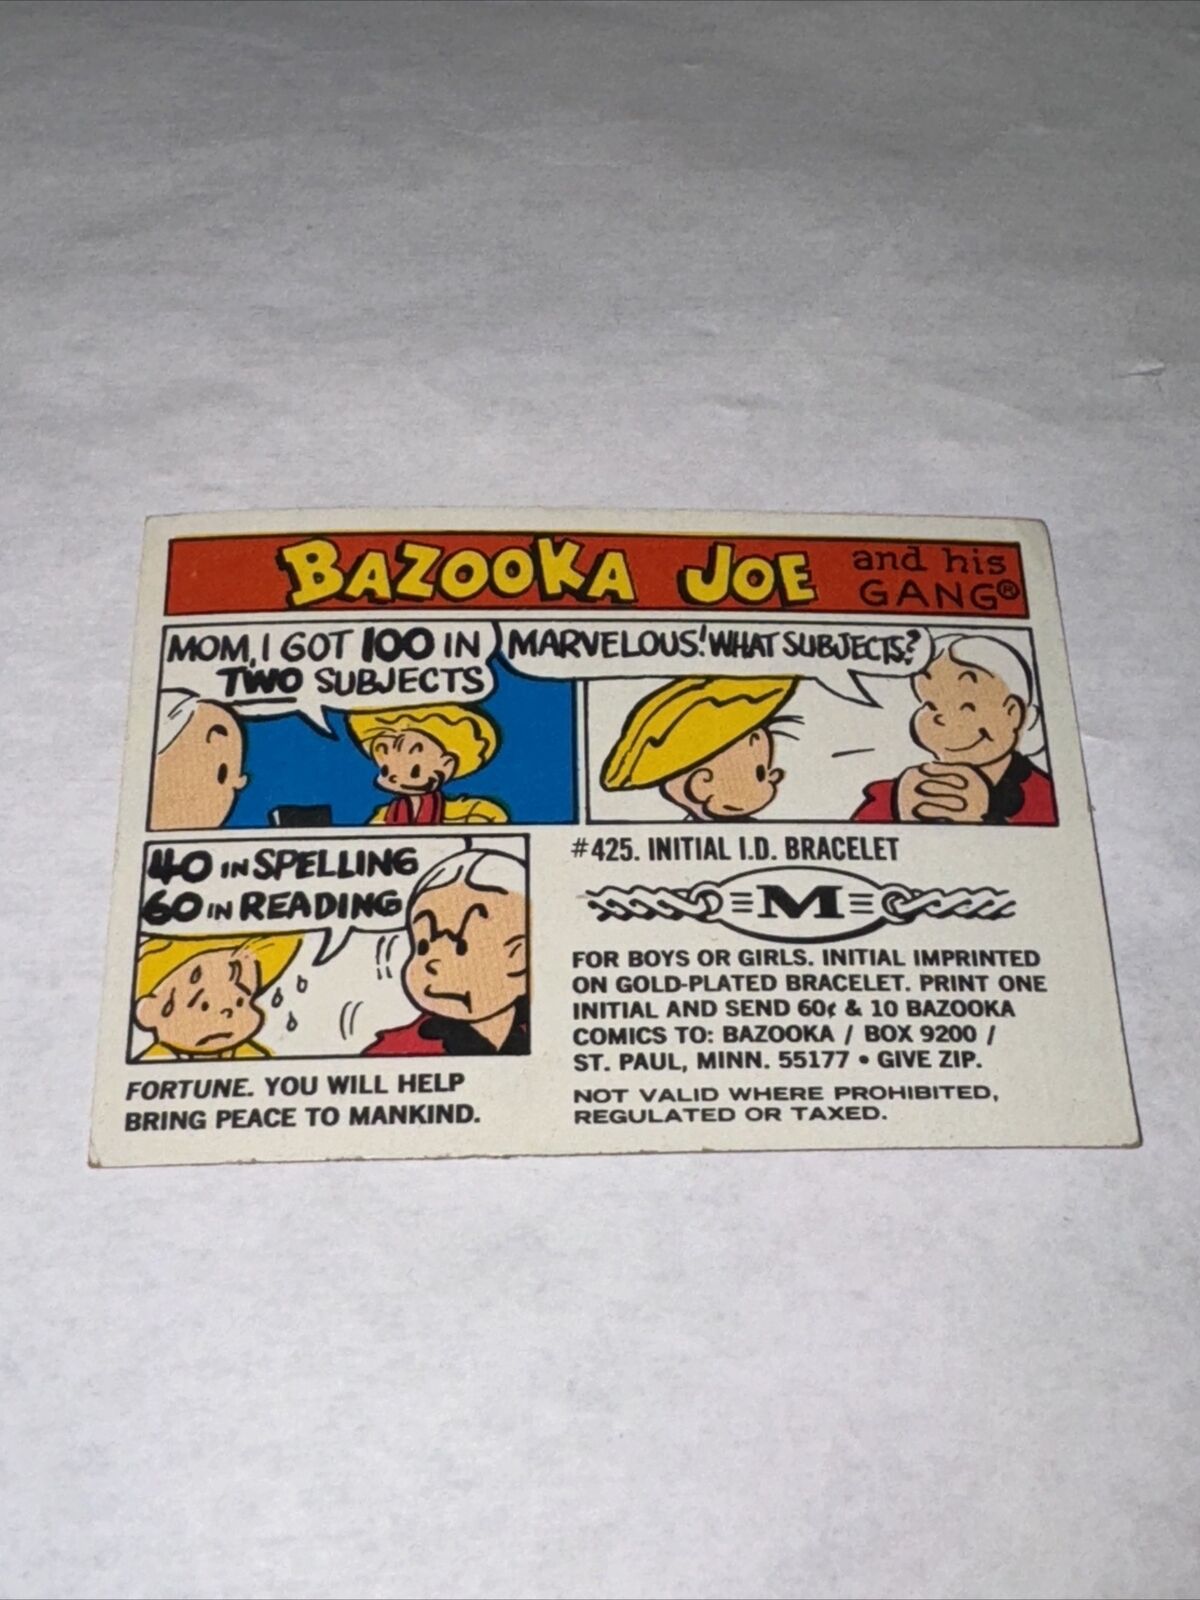 BAZOOKA JOE and his
GANG®
MOM, I GOT 100 IN
TWO SUBJECTS
MARVELOUS! WHAT SUBJECTS?
40 IN SPELLING
60 IN READING
FORTUNE. YOU WILL HELP
BRING PEACE TO MANKIND.
#425. INITIAL I.D. BRACELET
M
FOR BOYS OR GIRLS. INITIAL IMPRINTED
ON GOLD-PLATED BRACELET. PRINT ONE
INITIAL AND SEND 60¢ & 10 BAZOOKA
COMICS TO: BAZOOKA / BOX 9200 /
ST. PAUL, MINN. 55177 • GIVE ZIP.
NOT VALID WHERE PROHIBITED,
REGULATED OR TAXED.